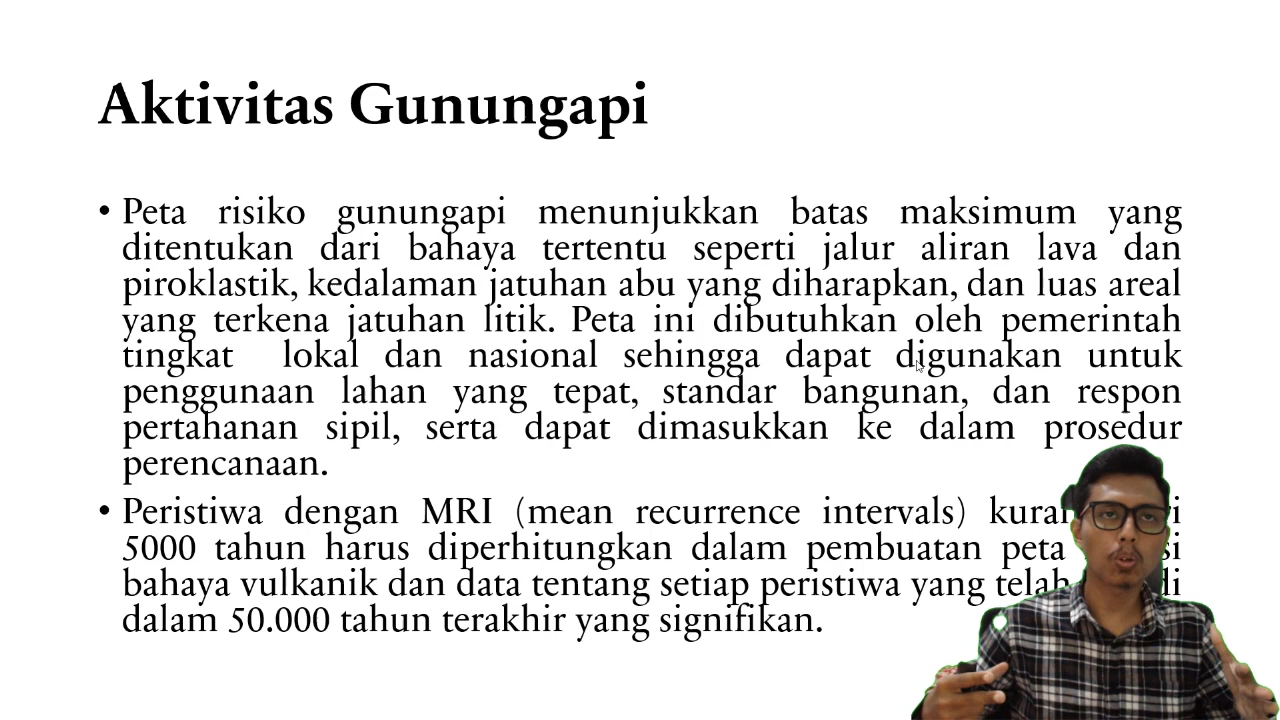 Aktivitas Gunungapi
• Peta risiko gunungapi menunjukkan batas maksimum yang
ditentukan dari bahaya tertentu seperti jalur aliran lava dan
piroklastik, kedalaman jatuhan abu yang diharapkan, dan luas areal
yang terkena jatuhan litik. Peta ini dibutuhkan oleh pemerintah
tingkat lokal dan nasional sehingga dapat digunakan untuk
penggunaan lahan yang tepat, standar bangunan, dan respon
pertahanan sipil, serta dapat dimasukkan ke dalam prosedur
perencanaan.
• Peristiwa dengan MRI (mean recurrence intervals)
5000 tahun harus diperhitungkan dalam pembuatan peta
bahaya vulkanik dan data tentang setiap peristiwa yang telah
dalam 50.000 tahun terakhir yang signifikan.